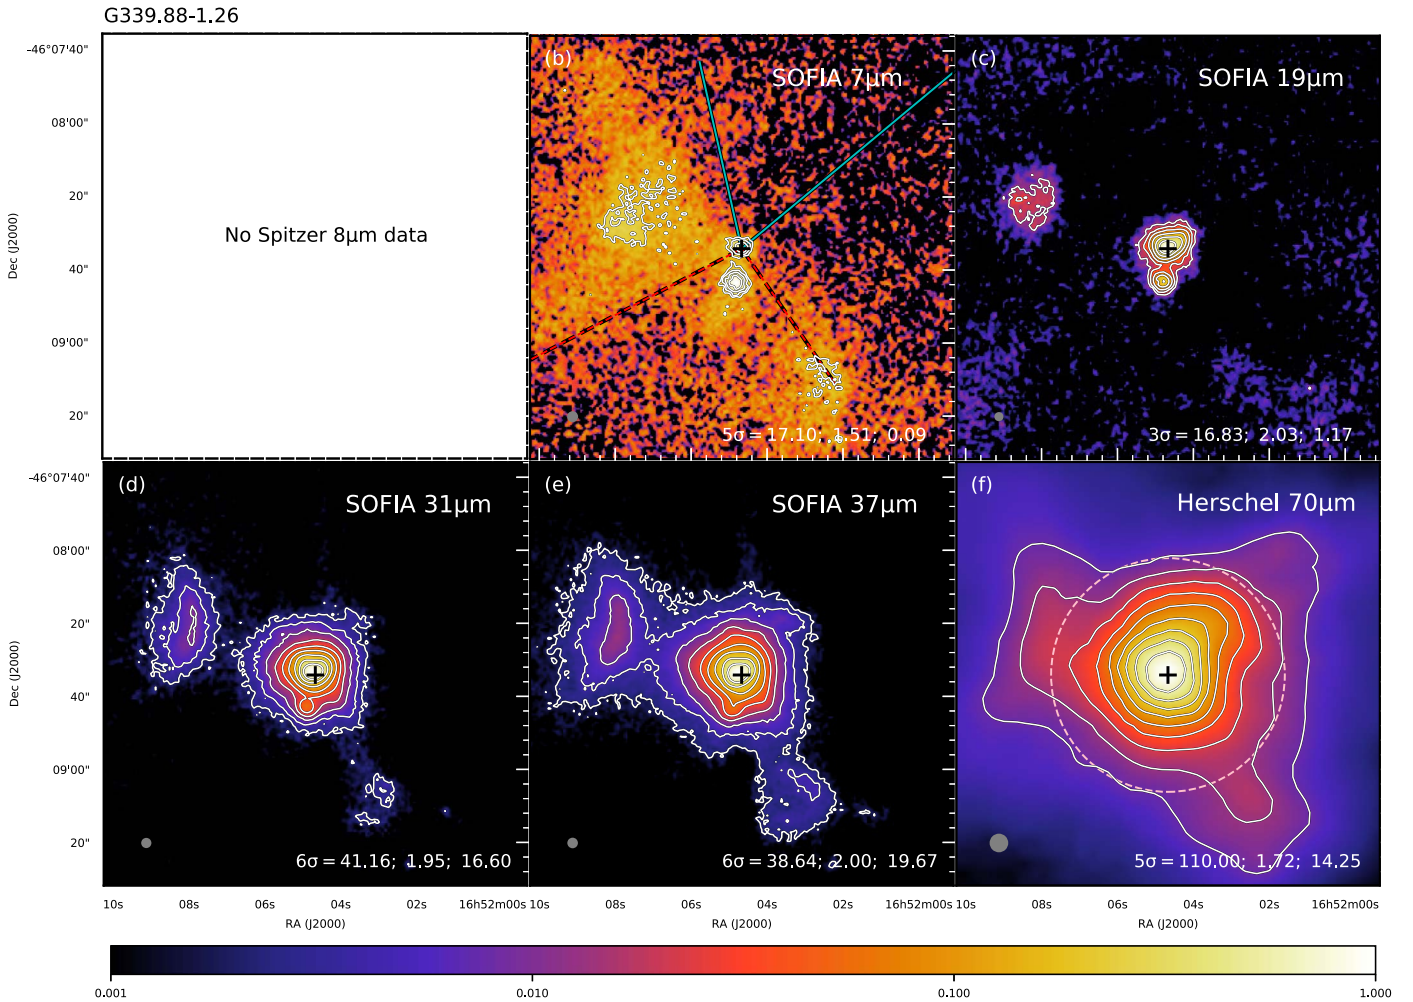 G339.88-1.26
-46°07'40"
08'00"
20"
40"
09'00"
20"
Dec (J2000)
No Spitzer 8μm data
(b)
SOFIA 7μm
5σ = 17.10; 1.51; 0.09
(c)
SOFIA 19μm
3σ = 16.83; 2.03; 1.17
-46°07'40"
08'00"
20"
40"
09'00"
20"
Dec (J2000)
(d)
SOFIA 31μm
6σ = 41.16; 1.95; 16.60
(e)
SOFIA 37μm
6σ = 38.64; 2.00; 19.67
(f)
Herschel 70μm
5σ = 110.00; 1.72; 14.25
10s 08s 06s 04s 02s 16h52m00s
10s 08s 06s 04s 02s 16h52m00s
10s 08s 06s 04s 02s 16h52m00s
RA (J2000)
RA (J2000)
RA (J2000)
0.001 0.010 0.100 1.000